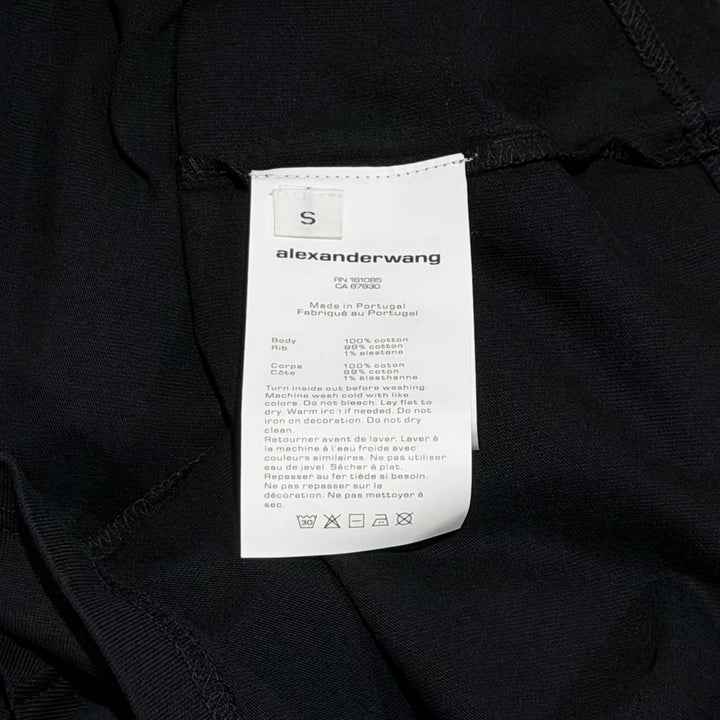 S
alexanderwang
RN 161085
CA 67930
Made in Portugal
Fabriqué au Portugal
Body 100% cotton
Rib 99% cotton
1% elastane
Corps 100% coton
Côte 99% coton
1% élasthanne
Turn inside out before washing.
Machine wash cold with like
colors. Do not bleach. Lay flat to
dry. Warm iron if needed. Do not
iron on decoration. Do not dry
clean.
Retourner avant de laver. Laver à
la machine à l'eau froide avec
couleurs similaires. Ne pas utiliser
eau de javel. Sécher à plat.
Repasser au fer tiède si besoin.
Ne pas repasser sur la
décoration. Ne pas mettoyer à
sec.
30